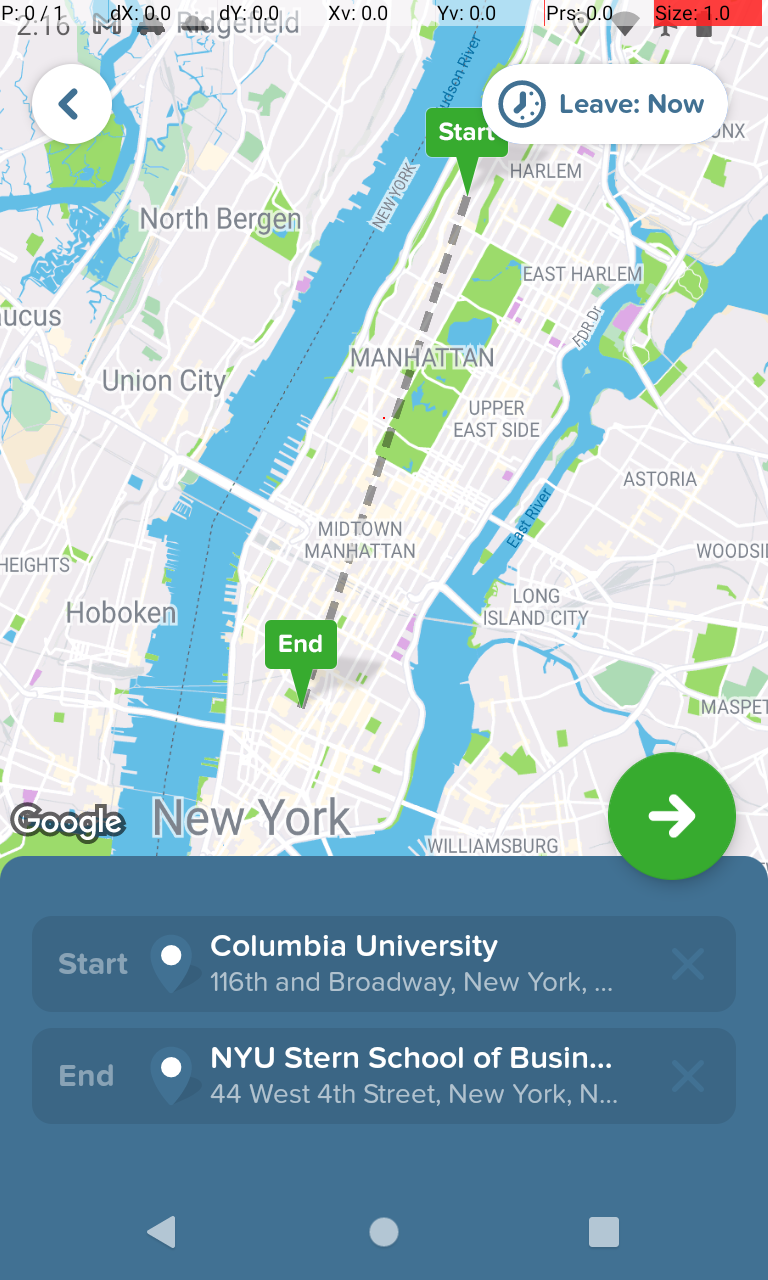 P: 0 / 1 dX: 0.0 dY: 0.0 Xv: 0.0 Yv: 0.0 Prs: 0.0 Size: 1.0
2:16
Ridgefield
Hudson River
Leave: Now
Start
NEW YORK
HARLEM
North Bergen
EAST HARLEM
FDR Dr
MANHATTAN
Union City
UPPER
EAST SIDE
ASTORIA
East River
MIDTOWN
MANHATTAN
HEIGHTS
LONG
ISLAND CITY
Hoboken
End
Google
New York
WILLIAMSBURG
Start
Columbia University
116th and Broadway, New York, ...
End
NYU Stern School of Busin...
44 West 4th Street, New York, N...